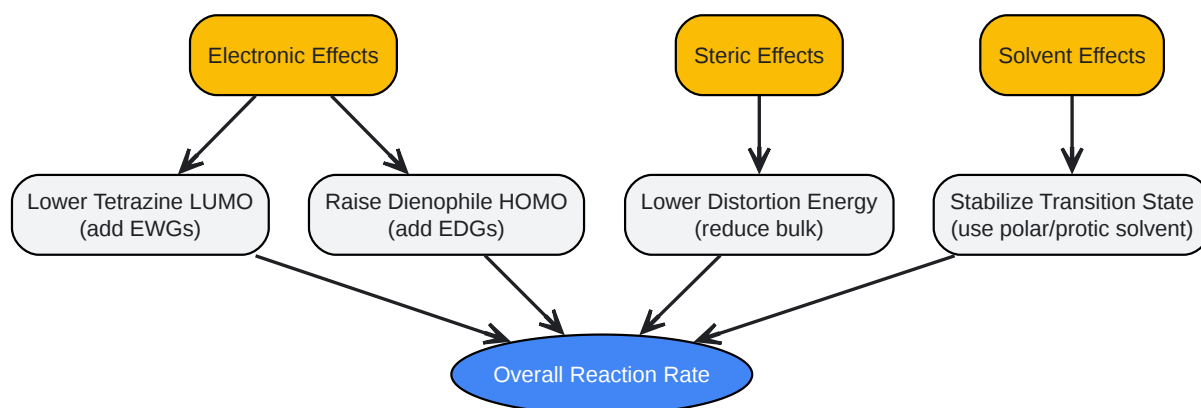 Electronic Effects
Steric Effects
Solvent Effects
Lower Tetrazine LUMO
(add EWGs)
Raise Dienophile HOMO
(add EDGs)
Lower Distortion Energy
(reduce bulk)
Stabilize Transition State
(use polar/protic solvent)
Overall Reaction Rate